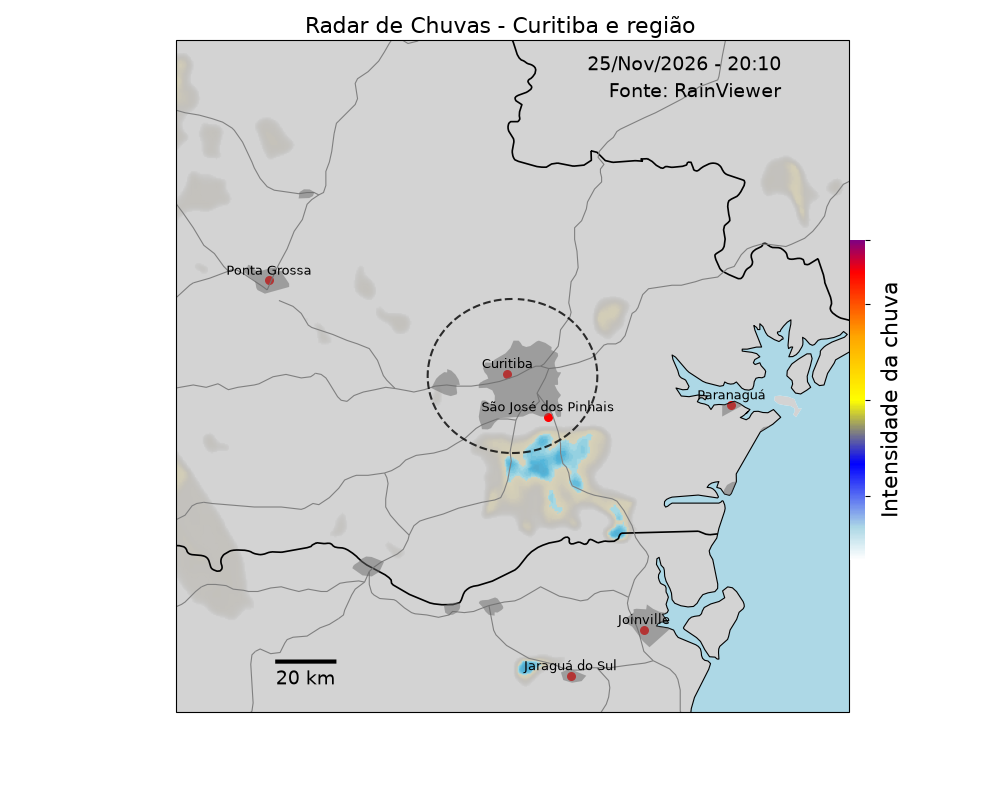 Radar de Chuvas - Curitiba e região
25/Nov/2026 - 20:10
Fonte: RainViewer
Ponta Grossa
Curitiba
Paranaguá
São José dos Pinhais
Intensidade da chuva
Joinville
Jaraguá do Sul
20 km